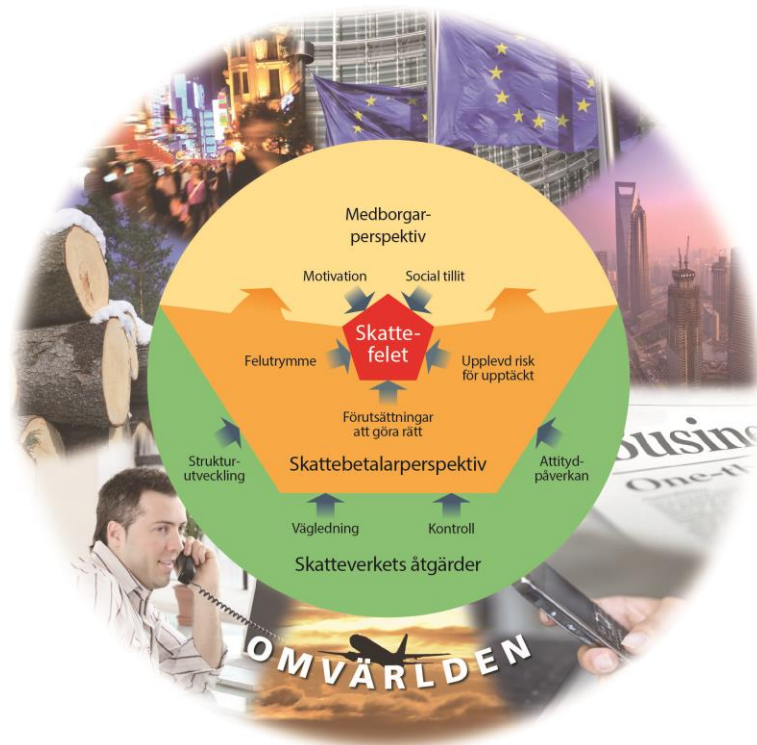 Medborgar-
perspektiv
Motivation
Social tillit
Skatte-
felet
Felutrymme
Upplevd risk
för upptäckt
Förutsättningar
att göra rätt
Struktur-
utveckling
Skattebetalarperspektiv
Attityd-
påverkan
Vägledning
Kontroll
Skatteverkets åtgärder
OMVÄRLDEN